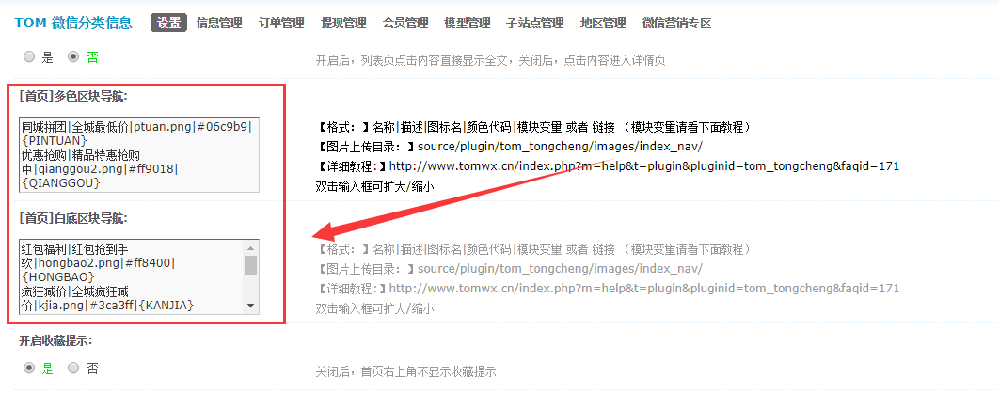 TOM 微信分类信息 设置 信息管理 订单管理 提现管理 会员管理 模型管理 子站点管理 地区管理 微信营销专区
是 否 开启后，列表页点击内容直接显示全文，关闭后，点击内容进入详情页
[首页]多色区块导航:
同城拼团|全城最低价|ptuan.png|#06c9b9|
{PINTUAN}
优惠抢购|精品特惠抢购
中|qianggou2.png|#ff9018|
{QIANGGOU}
【格式：】名称|描述|图标名|颜色代码|模块变量 或者 链接 （模块变量请看下面教程）
【图片上传目录：】source/plugin/tom_tongcheng/images/index_nav/
【详细教程：】http://www.tomwx.cn/index.php?m=help&t=plugin&pluginid=tom_tongcheng&faqid=171
双击输入框可扩大/缩小
[首页]白底区块导航:
红包福利|红包抢到手
软|hongbao2.png|#ff8400|
{HONGBAO}
疯狂减价|全城疯狂减
价|kjia.png|#3ca3ff|{KANJIA}
【格式：】名称|描述|图标名|颜色代码|模块变量 或者 链接 （模块变量请看下面教程）
【图片上传目录：】source/plugin/tom_tongcheng/images/index_nav/
【详细教程：】http://www.tomwx.cn/index.php?m=help&t=plugin&pluginid=tom_tongcheng&faqid=171
双击输入框可扩大/缩小
开启收藏提示:
是 否 关闭后，首页右上角不显示收藏提示